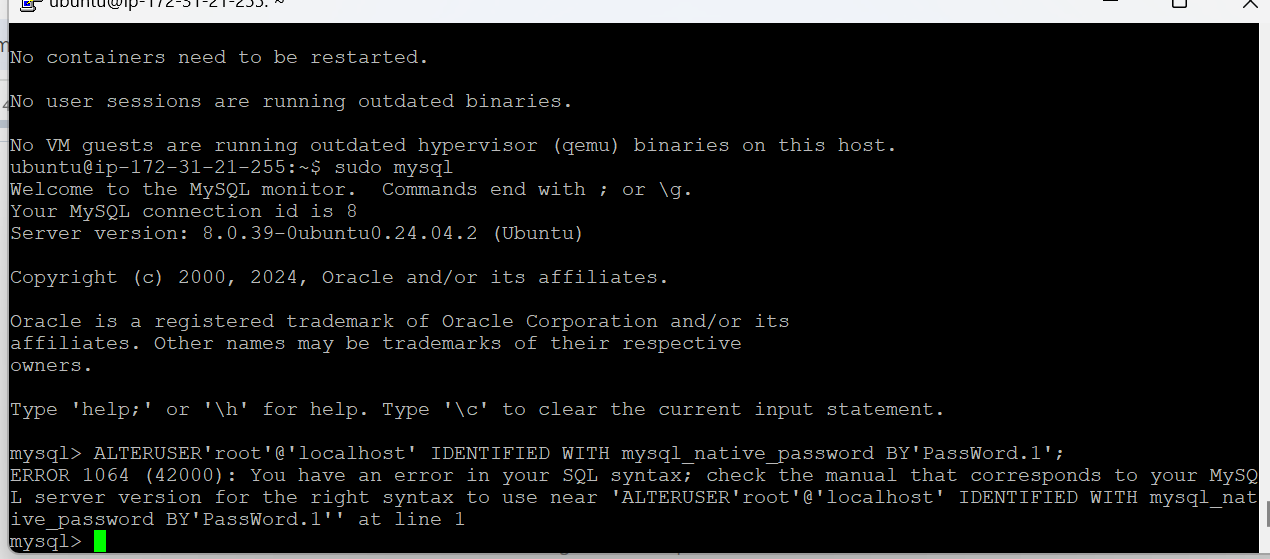 ubuntu@ip-172-31-21-255: ~
No containers need to be restarted.
No user sessions are running outdated binaries.
No VM guests are running outdated hypervisor (qemu) binaries on this host.
ubuntu@ip-172-31-21-255:~$ sudo mysql
Welcome to the MySQL monitor.  Commands end with ; or \g.
Your MySQL connection id is 8
Server version: 8.0.39-0ubuntu0.24.04.2 (Ubuntu)
Copyright (c) 2000, 2024, Oracle and/or its affiliates.
Oracle is a registered trademark of Oracle Corporation and/or its
affiliates. Other names may be trademarks of their respective
owners.
Type 'help;' or '\h' for help. Type '\c' to clear the current input statement.
mysql> ALTERUSER'root'@'localhost' IDENTIFIED WITH mysql_native_password BY'PassWord.1';
ERROR 1064 (42000): You have an error in your SQL syntax; check the manual that corresponds to your MySQ
L server version for the right syntax to use near 'ALTERUSER'root'@'localhost' IDENTIFIED WITH mysql_nat
ive_password BY'PassWord.1'' at line 1
mysql>